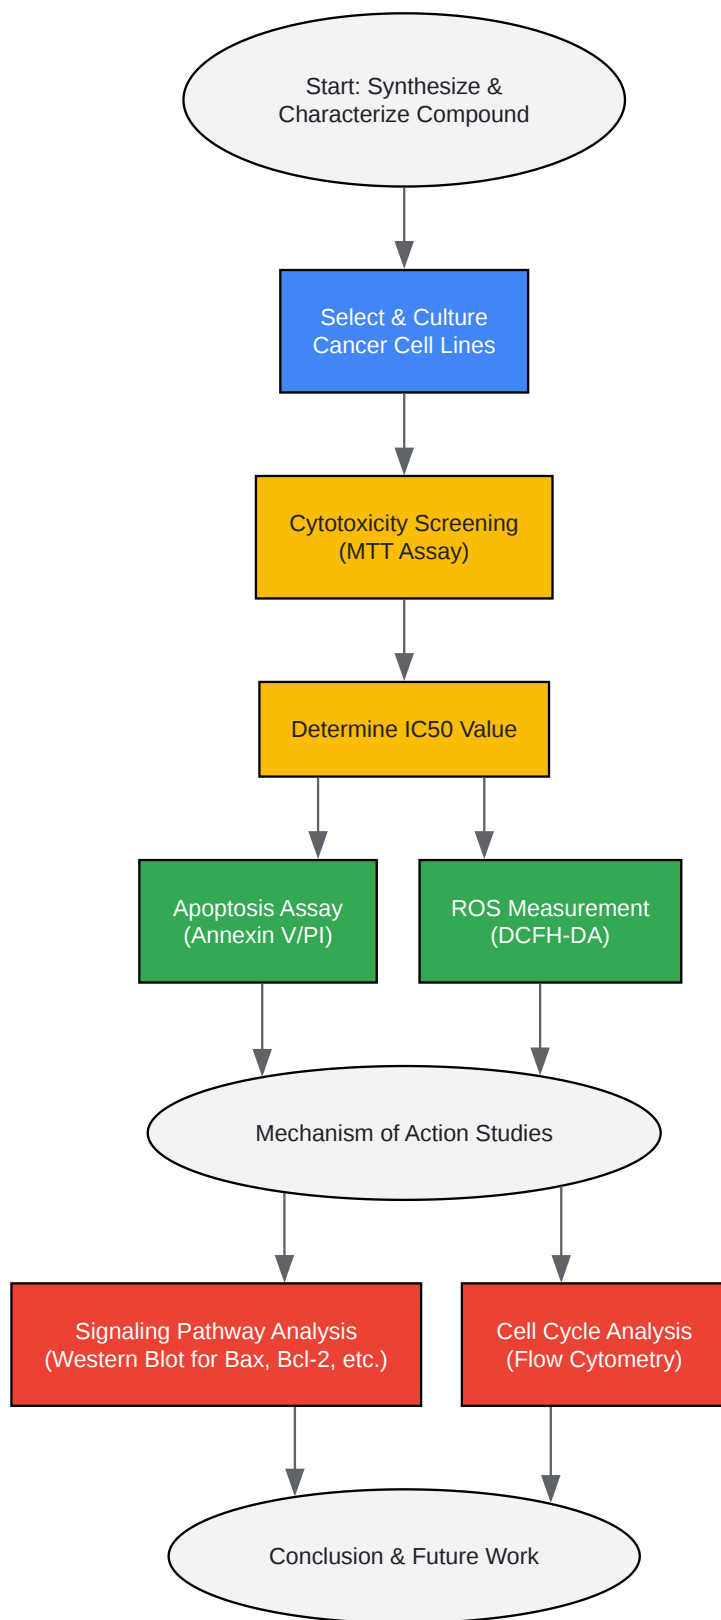 Start: Synthesize &
Characterize Compound
Select & Culture
Cancer Cell Lines
Cytotoxicity Screening
(MTT Assay)
Determine IC50 Value
Apoptosis Assay
(Annexin V/PI)
ROS Measurement
(DCFH-DA)
Mechanism of Action Studies
Signaling Pathway Analysis
(Western Blot for Bax, Bcl-2, etc.)
Cell Cycle Analysis
(Flow Cytometry)
Conclusion & Future Work